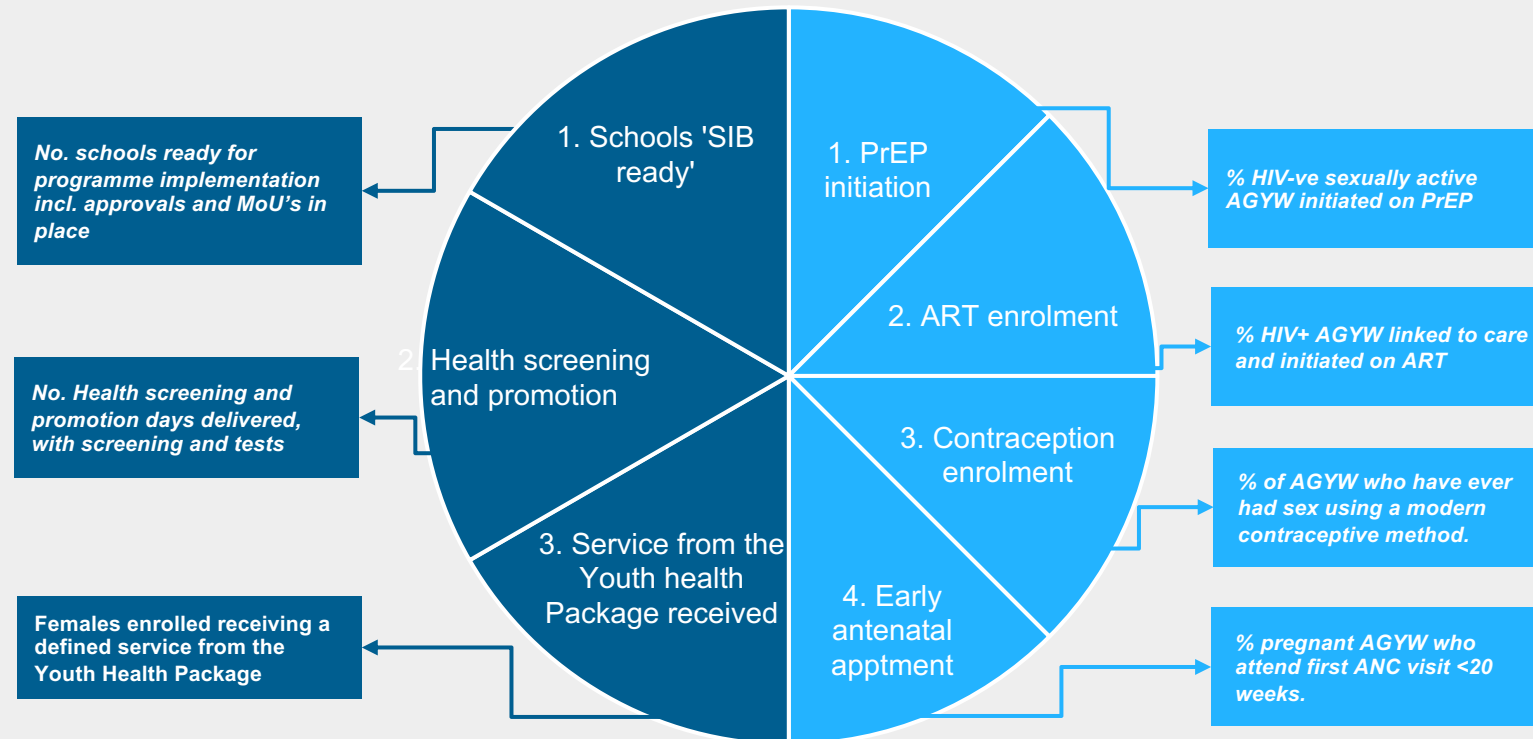 No. schools ready for
programme implementation
incl. approvals and MoU's in
place
No. Health screening and
promotion days delivered,
with screening and tests
Females enrolled receiving a
defined service from the
Youth Health Package
1. Schools 'SIB
ready'
2. Health screening
and promotion
3. Service from the
Youth health
Package received
1. PrEP
initiation
2. ART enrolment
3. Contraception
enrolment
4. Early
antenatal
apptment
% HIV-ve sexually active
AGYW initiated on PrEP
% HIV+ AGYW linked to care
and initiated on ART
% of AGYW who have ever
had sex using a modern
contraceptive method.
% pregnant AGYW who
attend first ANC visit <20
weeks.